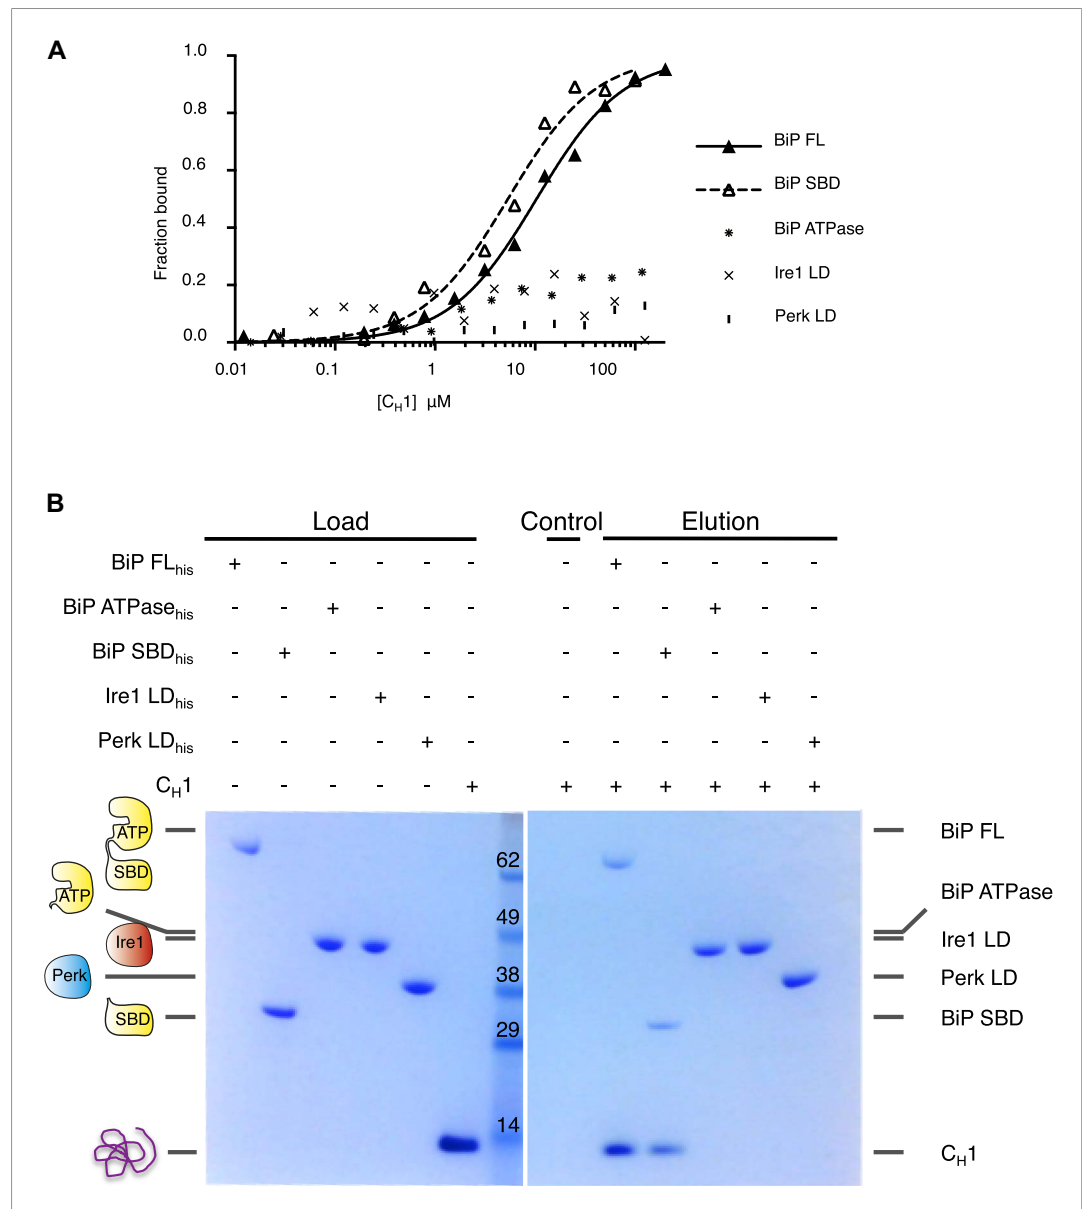 A
1.0
0.8
0.6
0.4
0.2
0.0
Fraction bound
0.01 0.1 1 10 100
[CH1] µM
BiP FL
BiP SBD
BiP ATPase
Ire1 LD
Perk LD
B
Load Control Elution
BiP FLhis + - - - - - - + - - - -
BiP ATPasehis - - + - - - - - - + - -
BiP SBDhis - + - - - - - - + - - -
Ire1 LDhis - - - + - - - - - - + -
Perk LDhis - - - - + - - - - - - +
CH1 - - - - - + + + + + + +
ATP
SBD
ATP
Ire1
Perk
SBD
62
49
38
29
14
BiP FL
BiP ATPase
Ire1 LD
Perk LD
BiP SBD
CH1